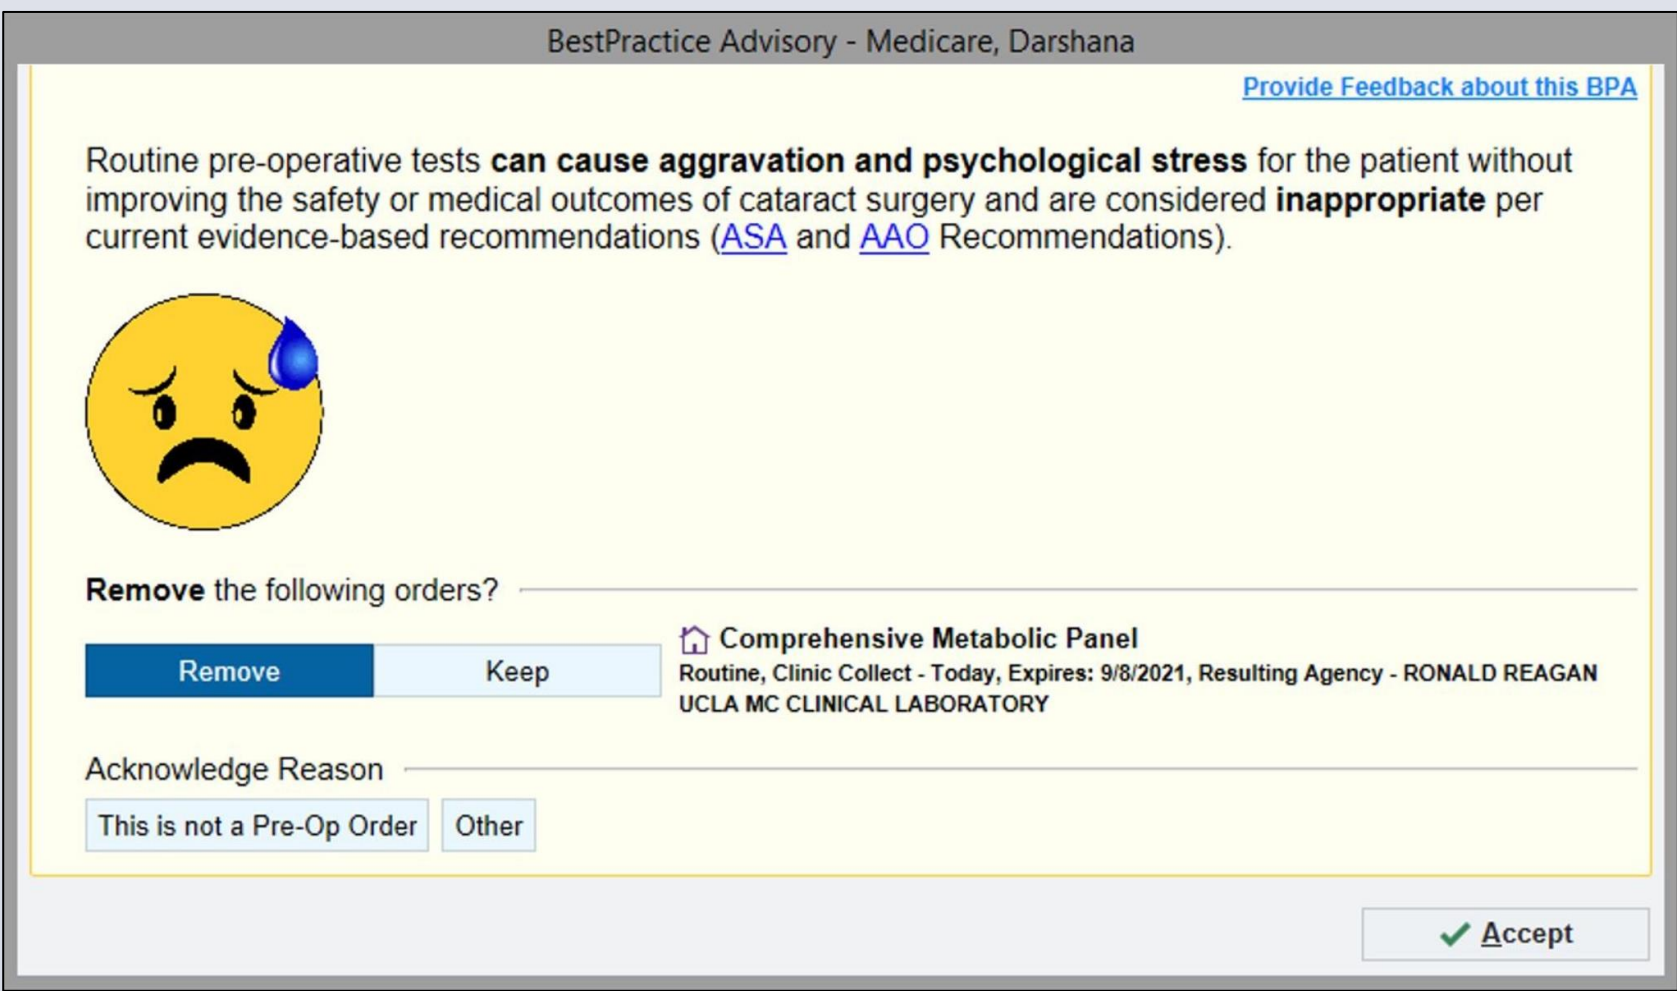 BestPractice Advisory - Medicare, Darshana
Provide Feedback about this BPA
Routine pre-operative tests can cause aggravation and psychological stress for the patient without
improving the safety or medical outcomes of cataract surgery and are considered inappropriate per
current evidence-based recommendations (ASA and AAO Recommendations).
Remove the following orders?
Remove Keep
Comprehensive Metabolic Panel
Routine, Clinic Collect - Today, Expires: 9/8/2021, Resulting Agency - RONALD REAGAN
UCLA MC CLINICAL LABORATORY
Acknowledge Reason
This is not a Pre-Op Order Other
Accept